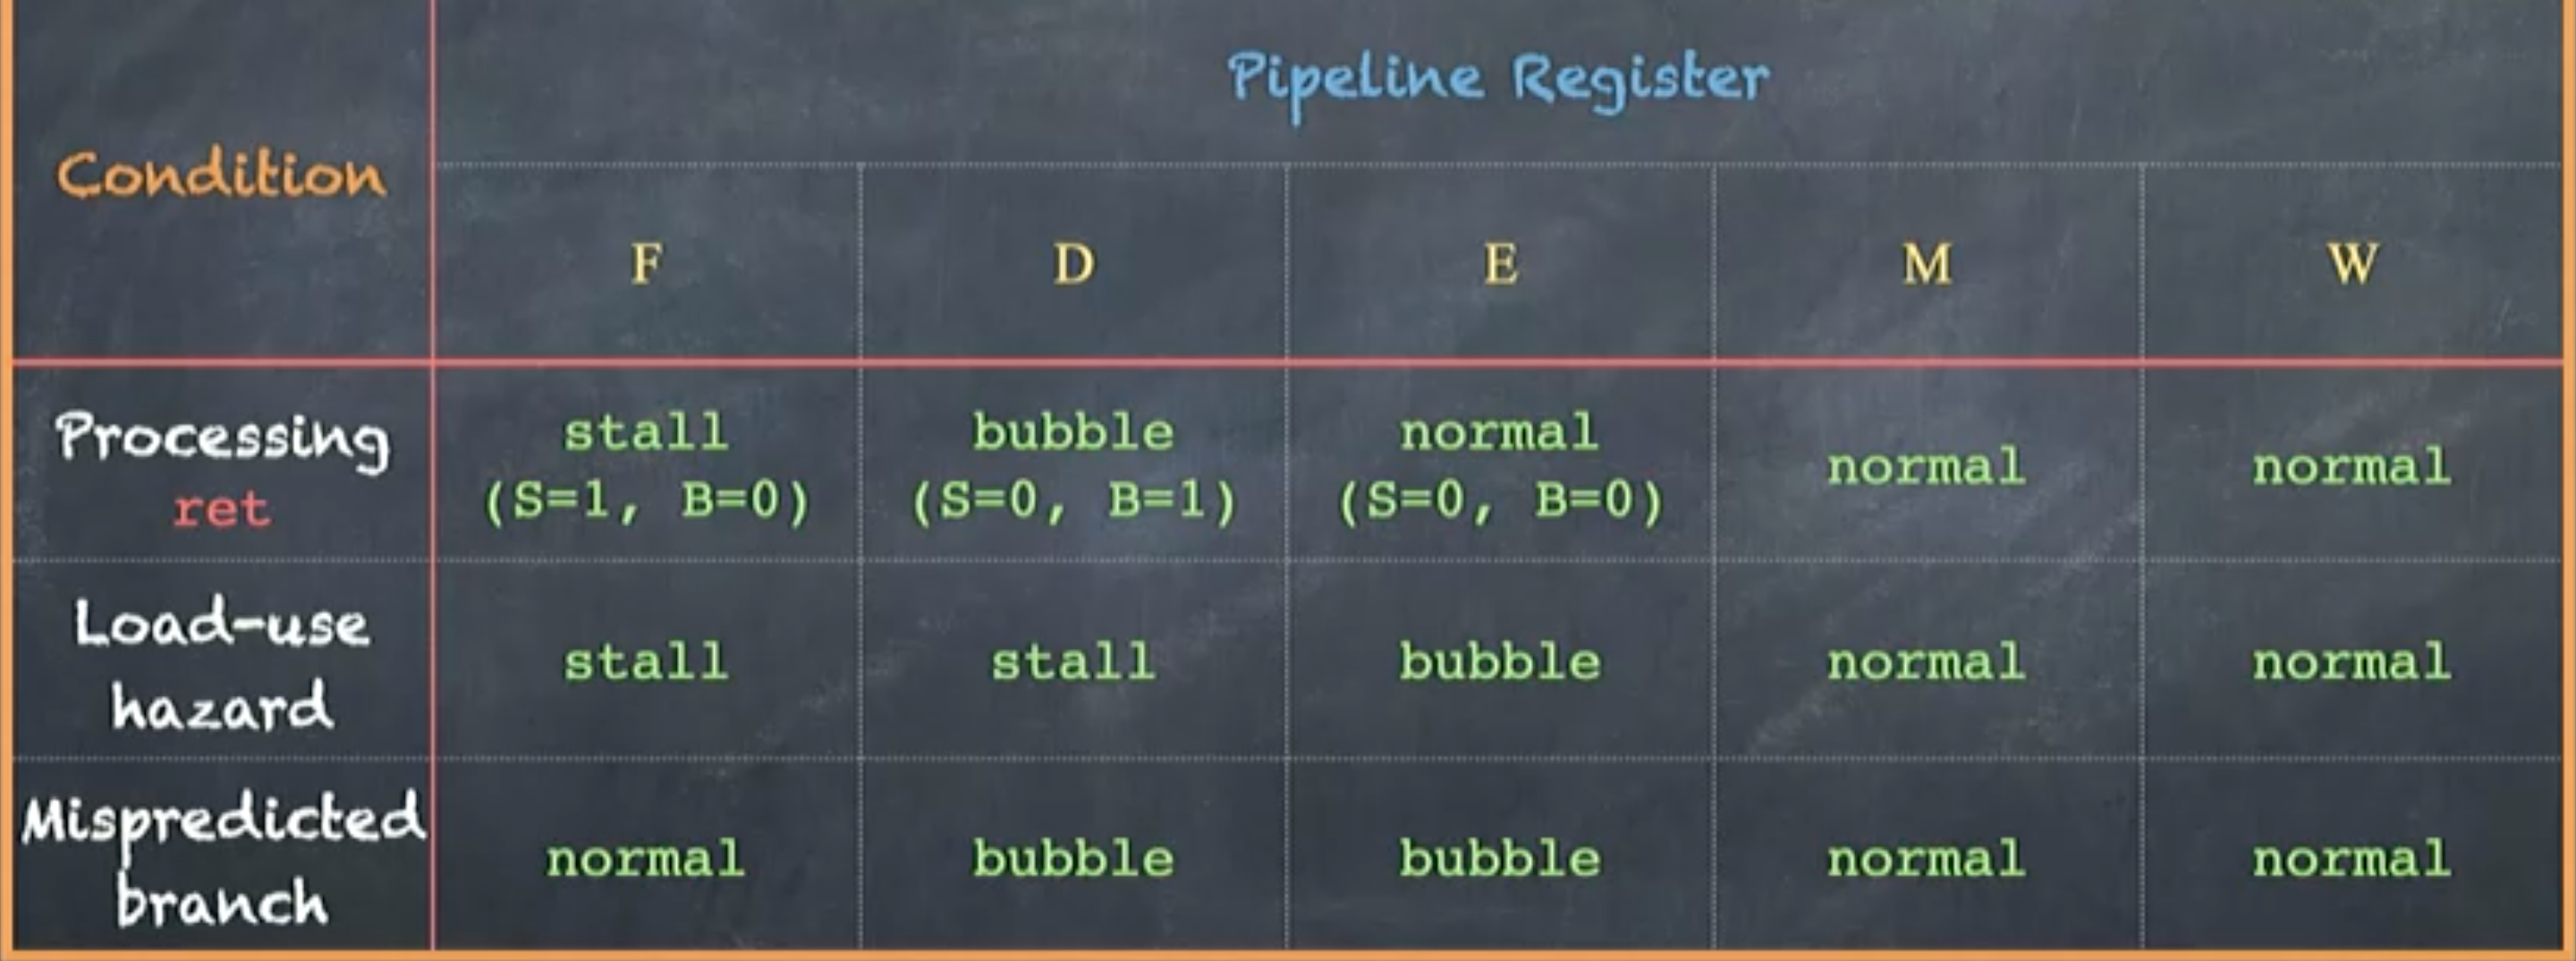 Pipeline Register
Condition
F D E M W
Processing ret
stall (S=1, B=0)
bubble (S=0, B=1)
normal (S=0, B=0)
normal
normal
Load-use hazard
stall
stall
bubble
normal
normal
Mispredicted branch
normal
bubble
bubble
normal
normal